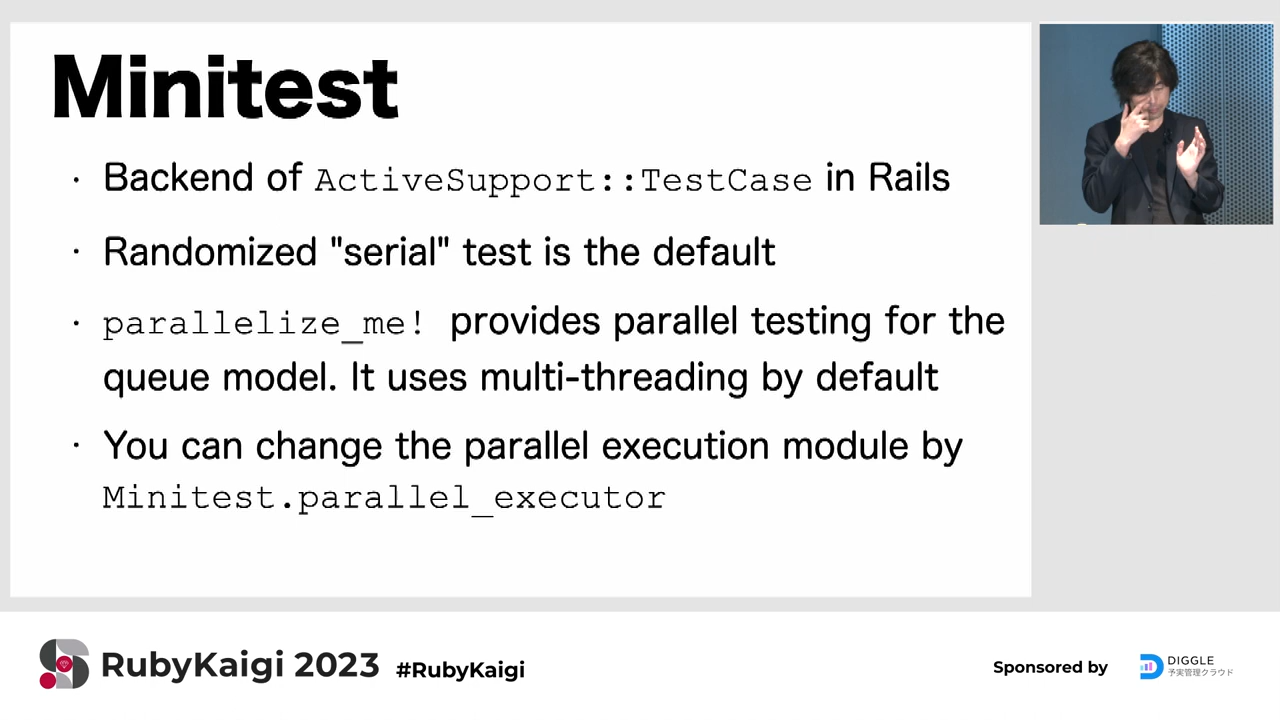 Minitest
・ Backend of ActiveSupport::TestCase in Rails
・ Randomized "serial" test is the default
・ parallelize_me! provides parallel testing for the
queue model. It uses multi-threading by default
・ You can change the parallel execution module by
Minitest.parallel_executor
RubyKaigi 2023 #RubyKaigi
Sponsored by
DIGGLE
予実管理クラウド